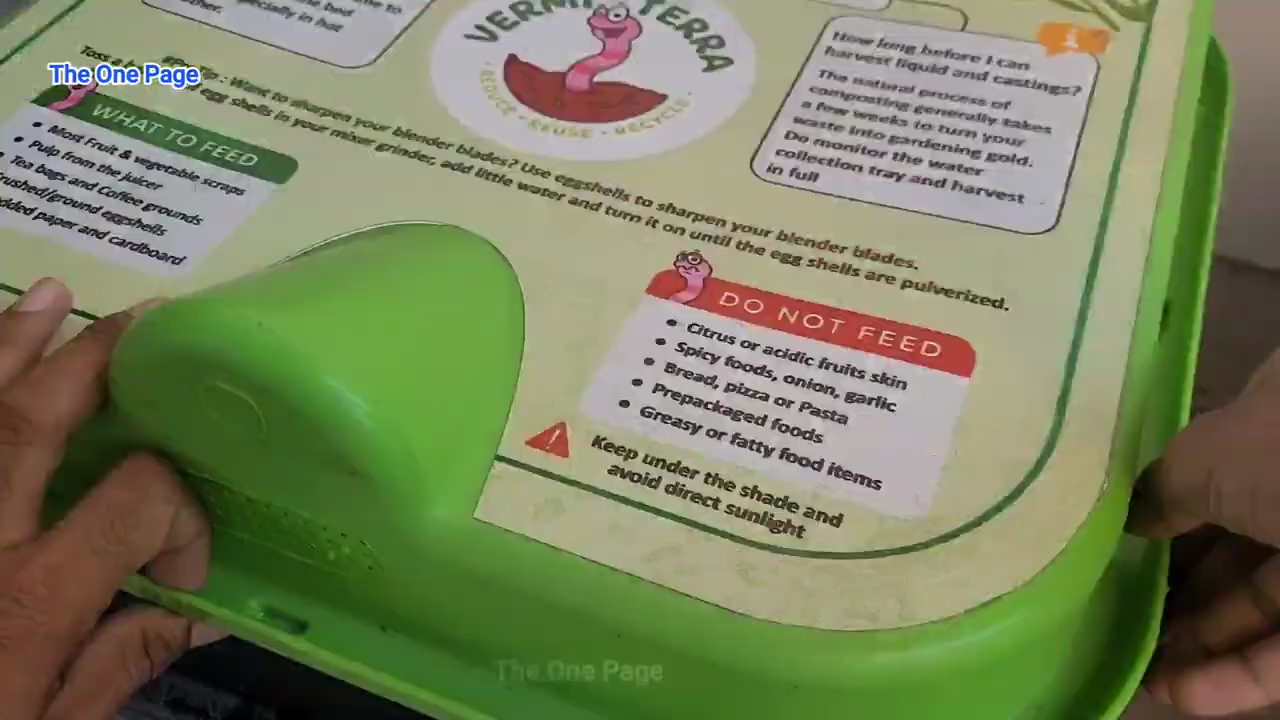 The One Page
bed
especially in hot
VERMI TERRA
REDUCE • REUSE • RECYCLE
How long before I can
harvest liquid and castings?
The natural process of
composting generally takes
a few weeks to turn your
waste into gardening gold.
Do monitor the water
collection tray and harvest
in full
Want to sharpen your blender blades? Use eggshells to sharpen your blender blades.
Toss a egg shells in your mixer grinder, add little water and turn it on until the egg shells are pulverized.
WHAT TO FEED
• Most Fruit & vegetable scraps
• Pulp from the juicer
• Tea bags and Coffee grounds
eggshells
paper and cardboard
DO NOT FEED
• Citrus or acidic fruits skin
• Spicy foods, onion, garlic
• Bread, pizza or Pasta
• Prepackaged foods
• Greasy or fatty food items
Keep under the shade and
avoid direct sunlight
The One Page